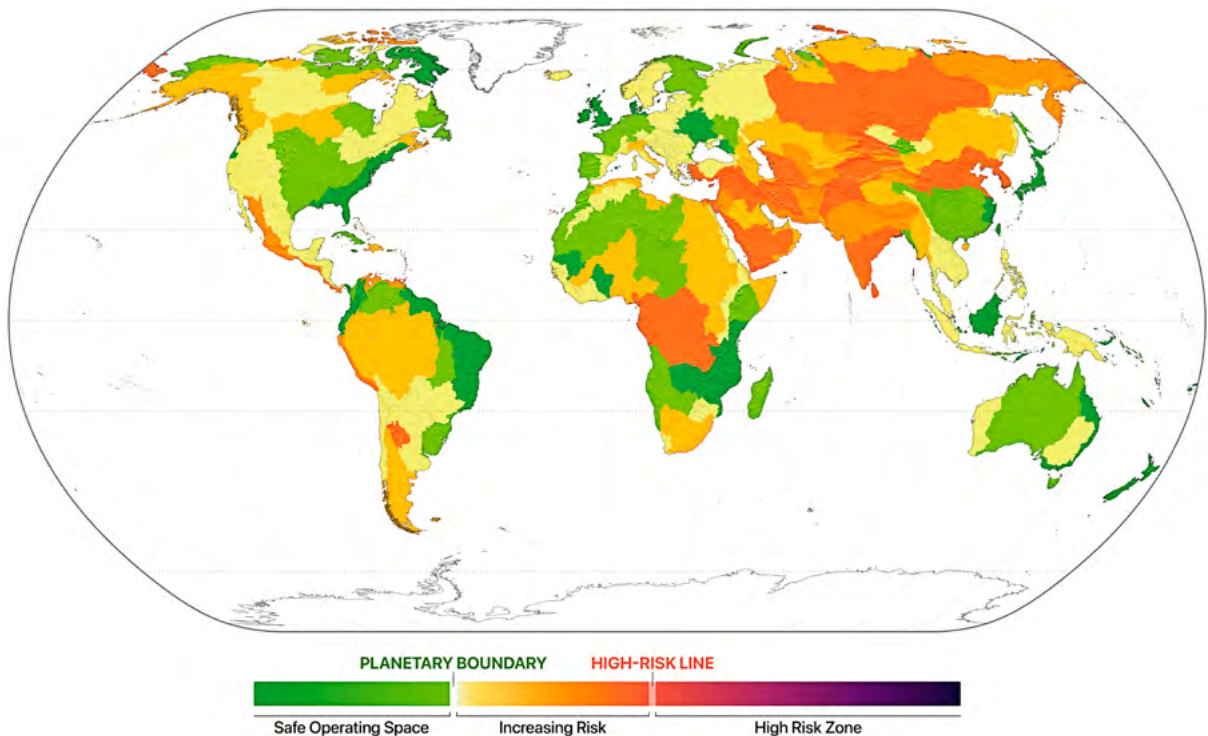 PLANETARY BOUNDARY HIGH-RISK LINE
Safe Operating Space Increasing Risk High Risk Zone